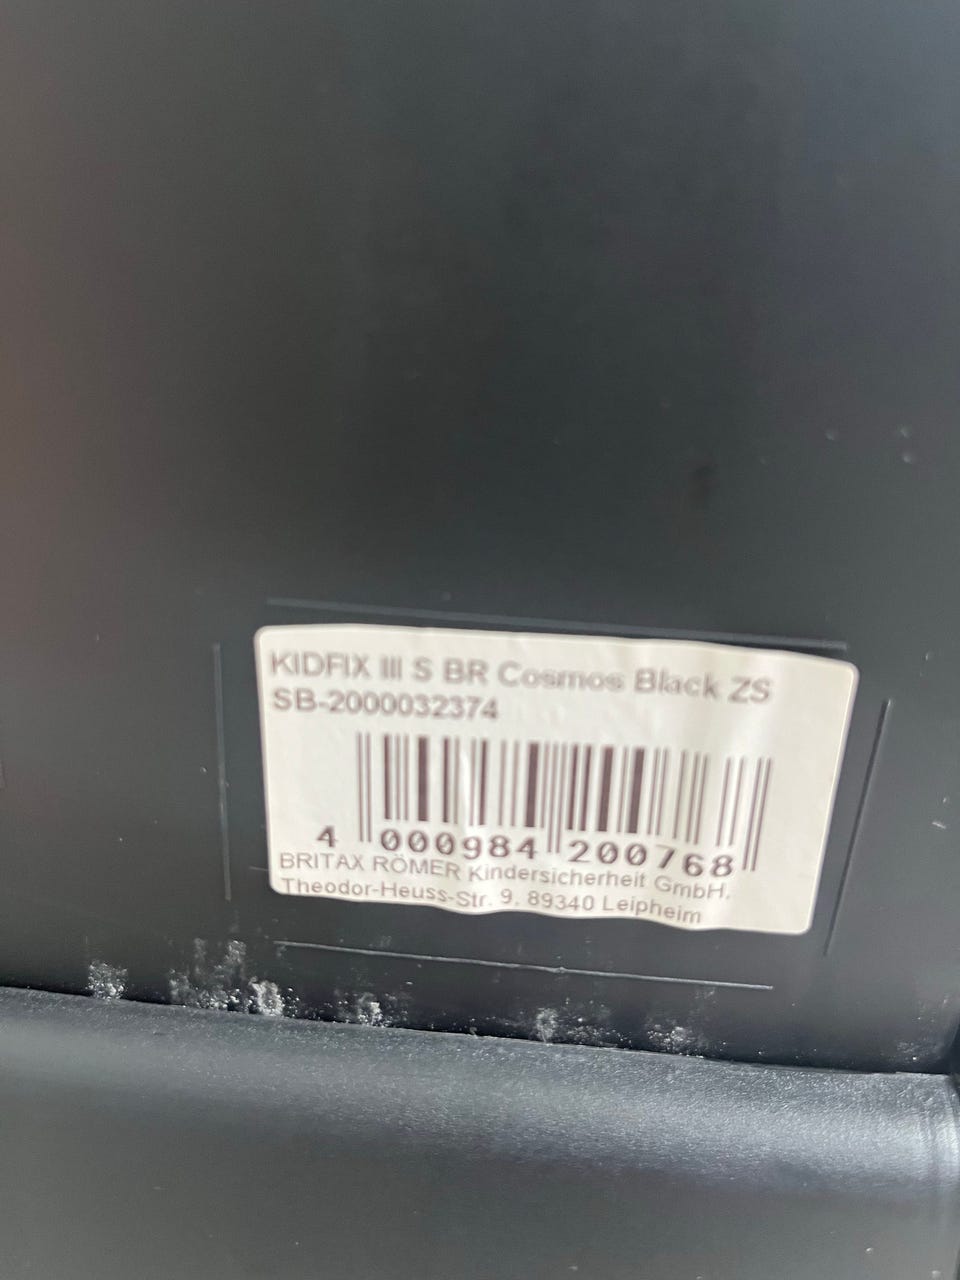 KIDFIX III S BR Cosmos Black ZS
SB-2000032374
4 000984 200768
BRITAX RÖMER Kindersicherheit GmbH.
Theodor-Heuss-Str. 9, 89340 Leipheim